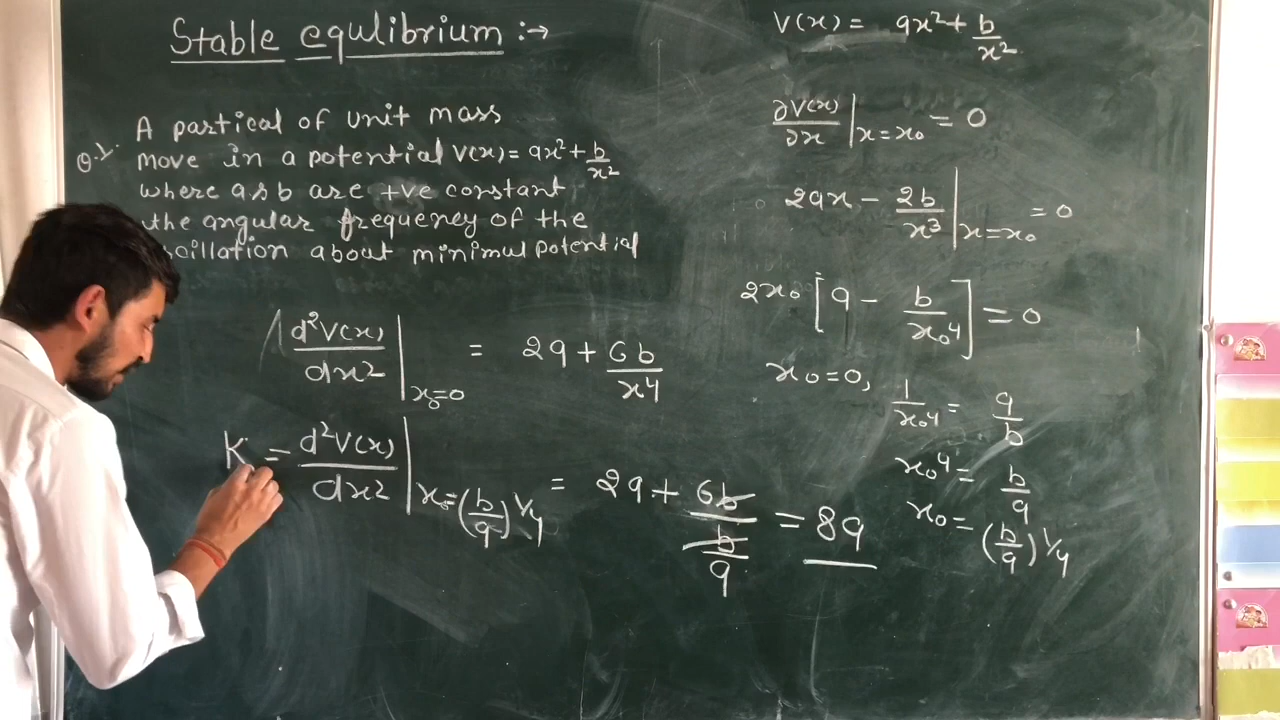 Stable equlibrium :→
Q.1. A partical of unit mass
move in a potential V(x) = ax² + b/x²
where a & b are +ve constant,
the angular frequency of the
oscillation about minimul potential
d²V(x)/dx² |x₀=0 = 2a + 6b/x⁴
K = d²V(x)/dx² |x₀=(b/a)^1/4 = 2a + 6b/(b/a) = 8a
V(x) = ax² + b/x²
∂V(x)/∂x |x=x₀ = 0
2ax - 2b/x³ |x=x₀ = 0
2x₀ [a - b/x₀⁴] = 0
x₀=0, 1/x₀⁴ = a/b
x₀⁴ = b/a
x₀ = (b/a)^1/4